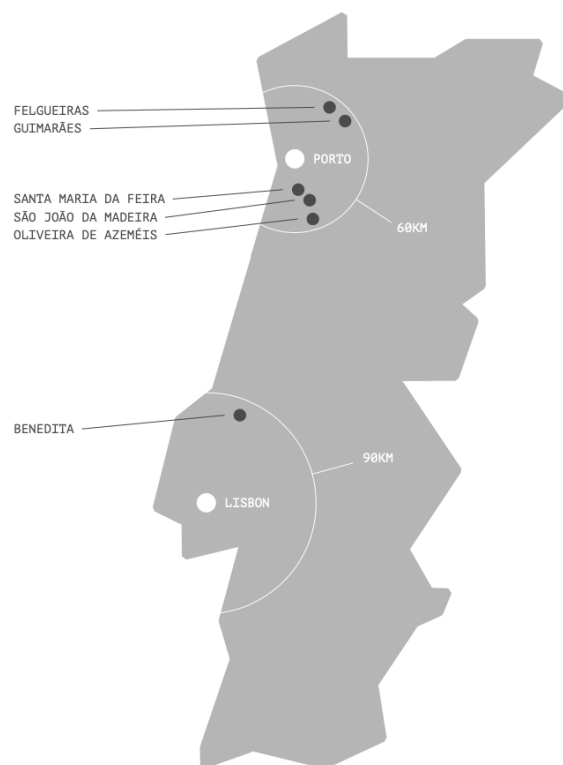 FELGUEIRAS
GUIMARÃES
PORTO
SANTA MARIA DA FEIRA
SÃO JOÃO DA MADEIRA
OLIVEIRA DE AZEMÉIS
60KM
BENEDITA
90KM
LISBON